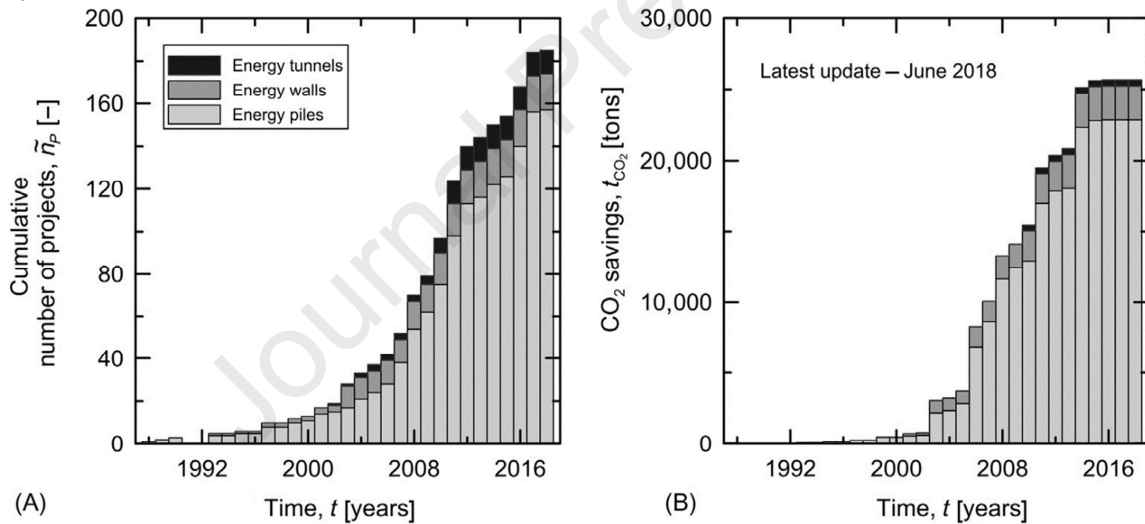 200
160
120
80
40
0
Cumulative
number of projects, ñP [–]
Energy tunnels
Energy walls
Energy piles
1992
2000
2008
2016
Time, t [years]
(A)
30,000
20,000
10,000
0
CO2 savings, tCO2 [tons]
Latest update – June 2018
1992
2000
2008
2016
Time, t [years]
(B)
Journal Pre